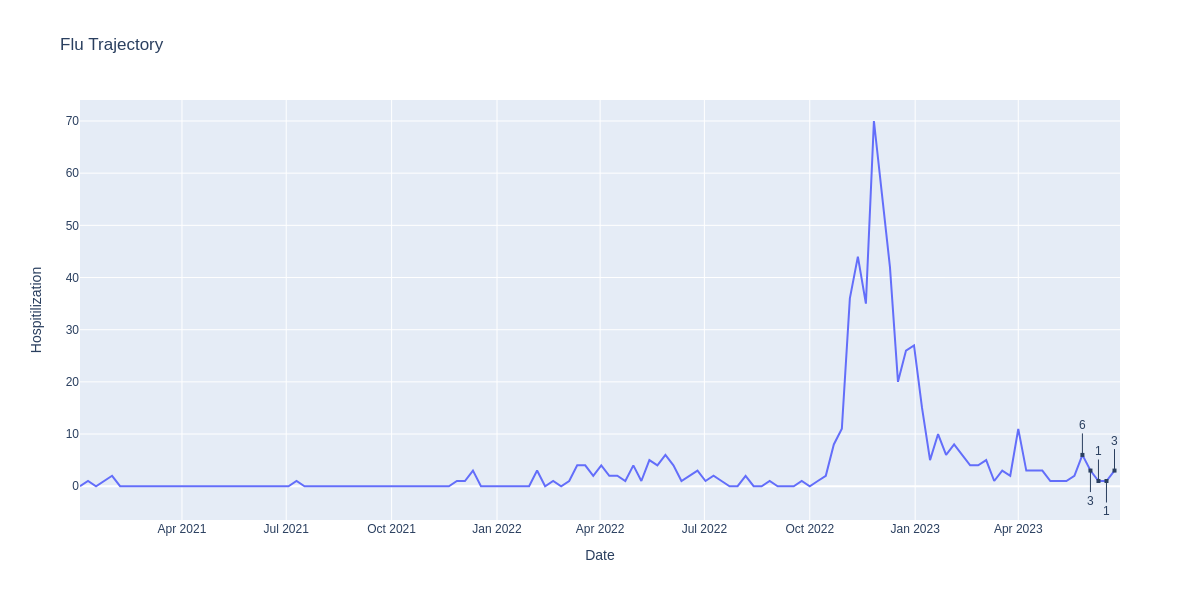 Flu Trajectory
Hospitilization
70
60
50
40
30
20
10
0
6
3
1
1
3
Apr 2021
Jul 2021
Oct 2021
Jan 2022
Apr 2022
Jul 2022
Oct 2022
Jan 2023
Apr 2023
Date